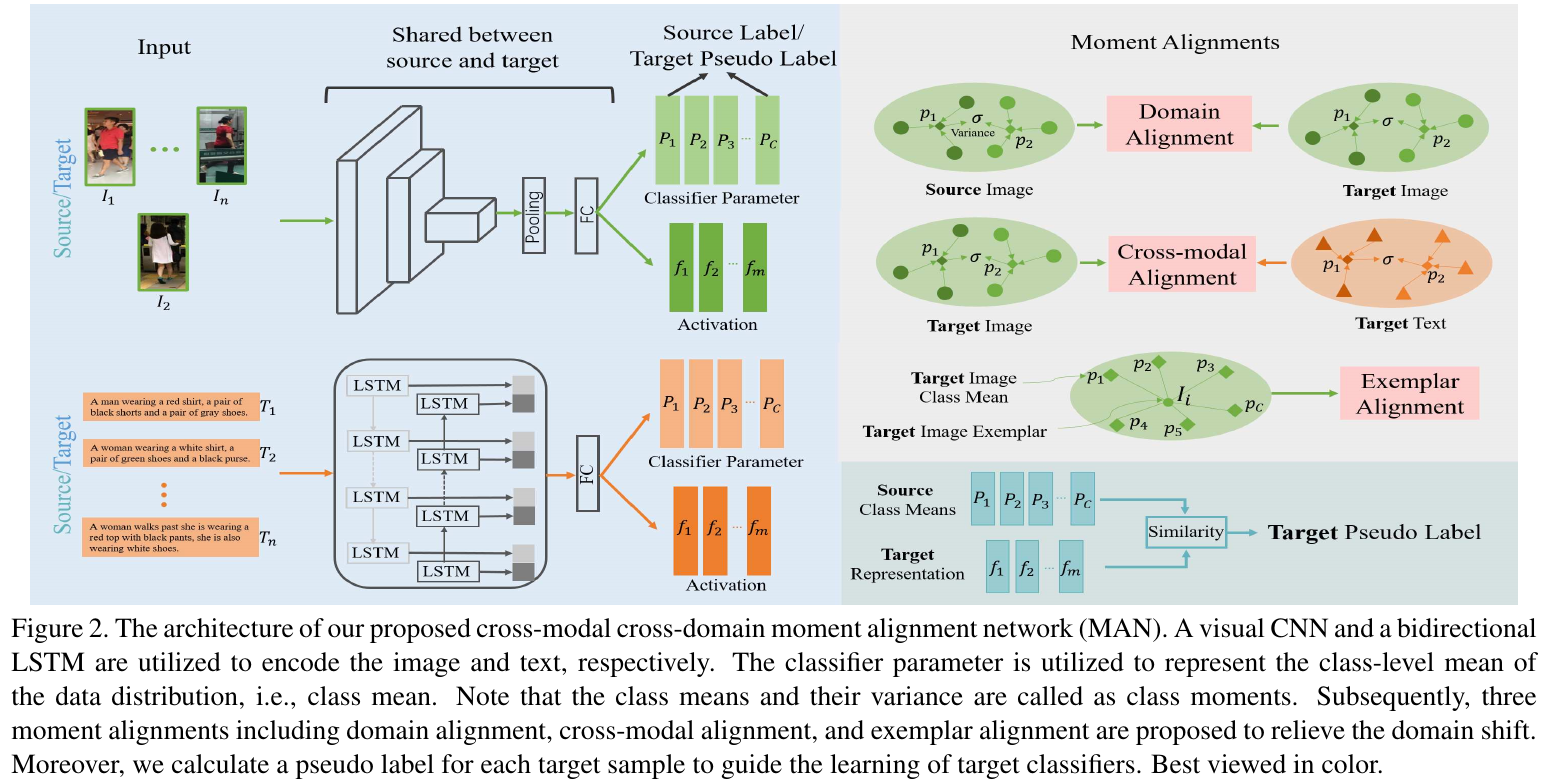 Input
Shared between
source and target
Source Label/
Target Pseudo Label
Source/Target
I_1
I_n
I_2
Pooling
FC
P_1 P_2 P_3 ... P_C
Classifier Parameter
f_1 f_2 ... f_m
Activation
Source/Target
A man wearing a red shirt, a pair of
black shorts and a pair of gray shoes.
T_1
A woman wearing a white shirt, a
pair of green shoes and a black purse.
T_2
A woman walks past she is wearing a
red top with black pants, she is also
wearing white shoes.
T_n
LSTM
LSTM
LSTM
LSTM
LSTM
LSTM
LSTM
LSTM
FC
P_1 P_2 P_3 ... P_C
Classifier Parameter
f_1 f_2 ... f_m
Activation
Moment Alignments
p_1 σ
Variance
p_2
Source Image
Domain
Alignment
p_1 σ p_2
Target Image
p_1 σ p_2
Target Image
Cross-modal
Alignment
p_1 σ p_2
Target Text
Target Image
Class Mean
Target Image Exemplar
p_1 p_2 p_3
I_i
p_4 p_5 p_C
Exemplar
Alignment
Source
Class Means
P_1 P_2 P_3 ... P_C
Target
Representation
f_1 f_2 ... f_m
Similarity
Target Pseudo Label
Figure 2. The architecture of our proposed cross-modal cross-domain moment alignment network (MAN). A visual CNN and a bidirectional
LSTM are utilized to encode the image and text, respectively. The classifier parameter is utilized to represent the class-level mean of
the data distribution, i.e., class mean. Note that the class means and their variance are called as class moments. Subsequently, three
moment alignments including domain alignment, cross-modal alignment, and exemplar alignment are proposed to relieve the domain shift.
Moreover, we calculate a pseudo label for each target sample to guide the learning of target classifiers. Best viewed in color.